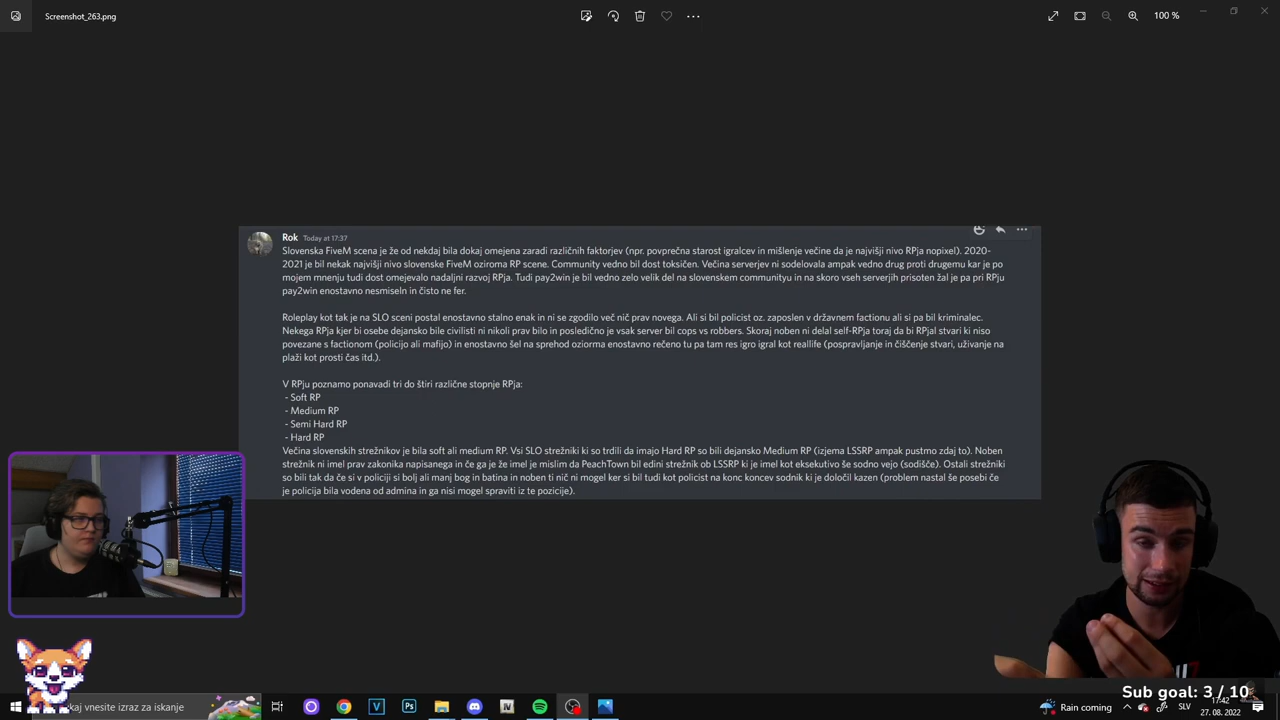 Screenshot_263.png
100 %
Rok Today at 17:37
Slovenska FiveM scena je že od nekdaj bila dokaj omejena zaradi različnih faktorjev (npr. povprečna starost igralcev in mišlenje večine da je najvišji nivo RPja nopixel). 2020-
2021 je bil nekak najvišji nivo slovenske FiveM oziroma RP scene. Community vedno bil dost toksičen. Večina serverjev ni sodelovala ampak vedno drug proti drugemu kar je po
mojem mnenju tudi dost omejevalo nadaljni razvoj RPja. Tudi pay2win je bil vedno zelo velik del na slovenskem communityu in na skoro vseh serverjih prisoten žal je pa pri RPju
pay2win enostavno nesmiseln in čisto ne fer.
Roleplay kot tak je na SLO sceni postal enostavno stalno enak in ni se zgodilo več nič prav novega. Ali si bil policist oz. zaposlen v državnem factionu ali si pa bil kriminalec.
Nekega RPja kjer bi osebe dejansko bile civilisti ni nikoli prav bilo in posledično je vsak server bil cops vs robbers. Skoraj noben ni delal self-RPja toraj da bi RPjal stvari ki niso
povezane s factionom (policijo ali mafijo) in enostavno šel na sprehod oziorma enostavno rečeno tu pa tam res igro igral kot reallife (pospravljanje in čiščenje stvari, uživanje na
plaži kot prosti čas itd.).
V RPju poznamo ponavadi tri do štiri različne stopnje RPja:
- Soft RP
- Medium RP
- Semi Hard RP
- Hard RP
Večina slovenskih strežnikov je bila soft ali medium RP. Vsi SLO strežniki ki so trdili da imajo Hard RP so bili dejansko Medium RP (izjema LSSRP ampak pustmo zdaj to). Noben
strežnik ni imel prav zakonika napisanega in če ga je že imel je mislim da PeachTown bil edini strežnik ob LSSRP ki je imel kot eksekutivo še sodno vejo (sodišče). Ostali strežniki
so bili tak da če si v policiji si bolj ali manj bog in batina in noben ti nič ni mogel ker si bil tudi kot policist na konc koncev sodnik ki je določil kazen (problem nastal še posebi če
je policija bila vodena od admina in ga nisi mogel spraviti iz te pozicije).
Sub goal: 3 / 10
kaj vnesite izraz za iskanje
Rain coming
SLV
17:42
27. 08. 2022